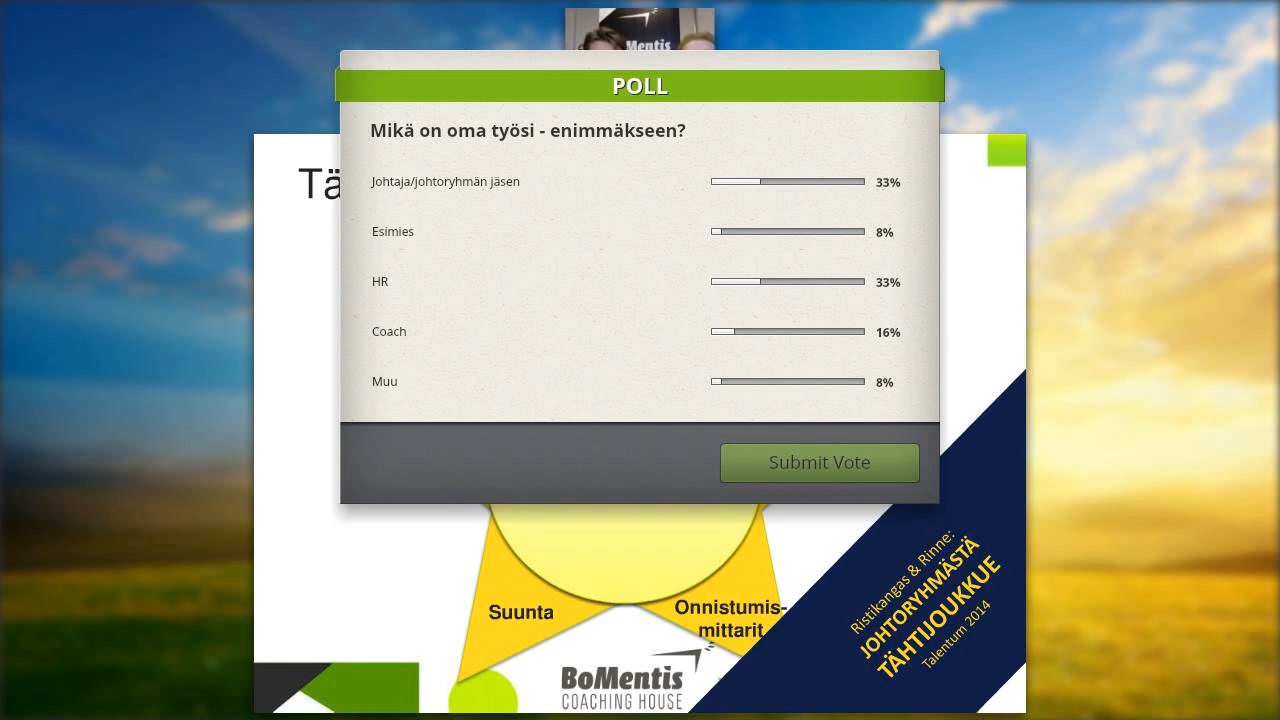 Mentis
POLL
Mikä on oma työsi - enimmäkseen?
Johtaja/johtoryhmän jäsen 33%
Esimies 8%
HR 33%
Coach 16%
Muu 8%
Submit Vote
Tä
Suunta
Onnistumis-
mittarit
BoMentis
COACHING HOUSE
Ristikangas & Rinne:
JOHTORYHMÄSTÄ
TÄHTIJOUKKUE
Talentum 2014